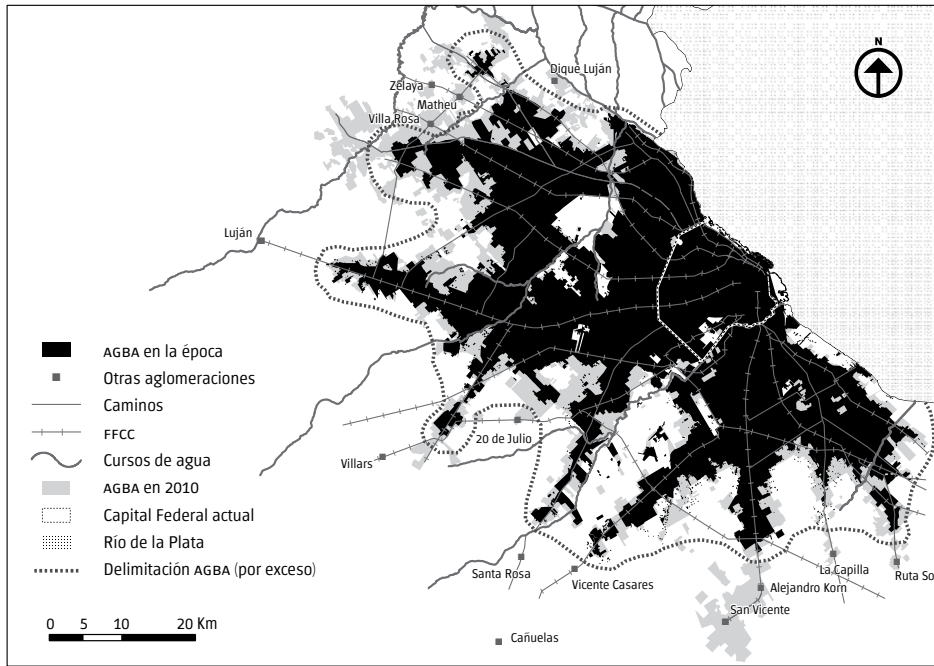 N
Dique Luján
Zelaya
Matheu
Villa Rosa
Luján
AGBA en la época
Otras aglomeraciones
Caminos
FFCC
Cursos de agua
AGBA en 2010
Capital Federal actual
Río de la Plata
Delimitación AGBA (por exceso)
20 de Julio
Villars
Santa Rosa
Vicente Casares
La Capilla
Ruta So
Alejandro Korn
San Vicente
Cañuelas
0 5 10 20 Km